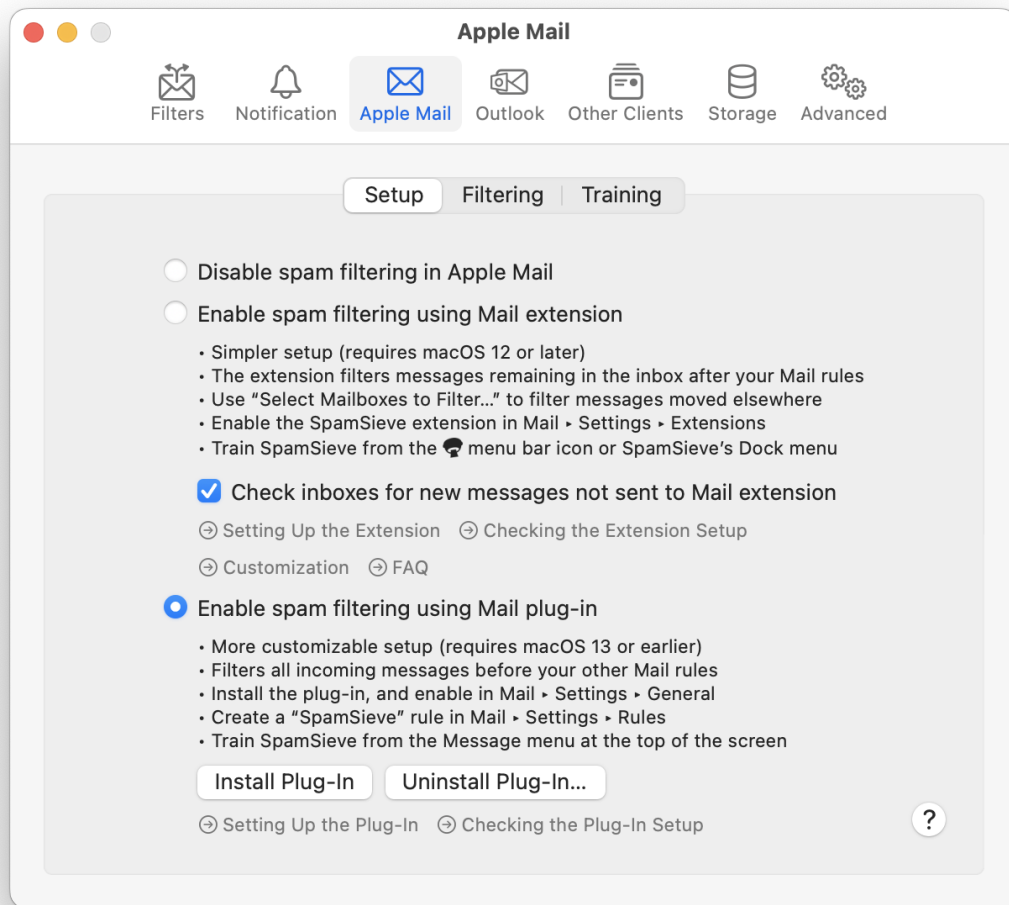 Apple Mail
Filters Notification Apple Mail Outlook Other Clients Storage Advanced
Setup Filtering Training
Disable spam filtering in Apple Mail
Enable spam filtering using Mail extension
• Simpler setup (requires macOS 12 or later)
• The extension filters messages remaining in the inbox after your Mail rules
• Use “Select Mailboxes to Filter…” to filter messages moved elsewhere
• Enable the SpamSieve extension in Mail ▸ Settings ▸ Extensions
• Train SpamSieve from the menu bar icon or SpamSieve’s Dock menu
Check inboxes for new messages not sent to Mail extension
Setting Up the Extension Checking the Extension Setup
Customization FAQ
Enable spam filtering using Mail plug-in
• More customizable setup (requires macOS 13 or earlier)
• Filters all incoming messages before your other Mail rules
• Install the plug-in, and enable in Mail ▸ Settings ▸ General
• Create a “SpamSieve” rule in Mail ▸ Settings ▸ Rules
• Train SpamSieve from the Message menu at the top of the screen
Install Plug-In Uninstall Plug-In…
Setting Up the Plug-In Checking the Plug-In Setup ?